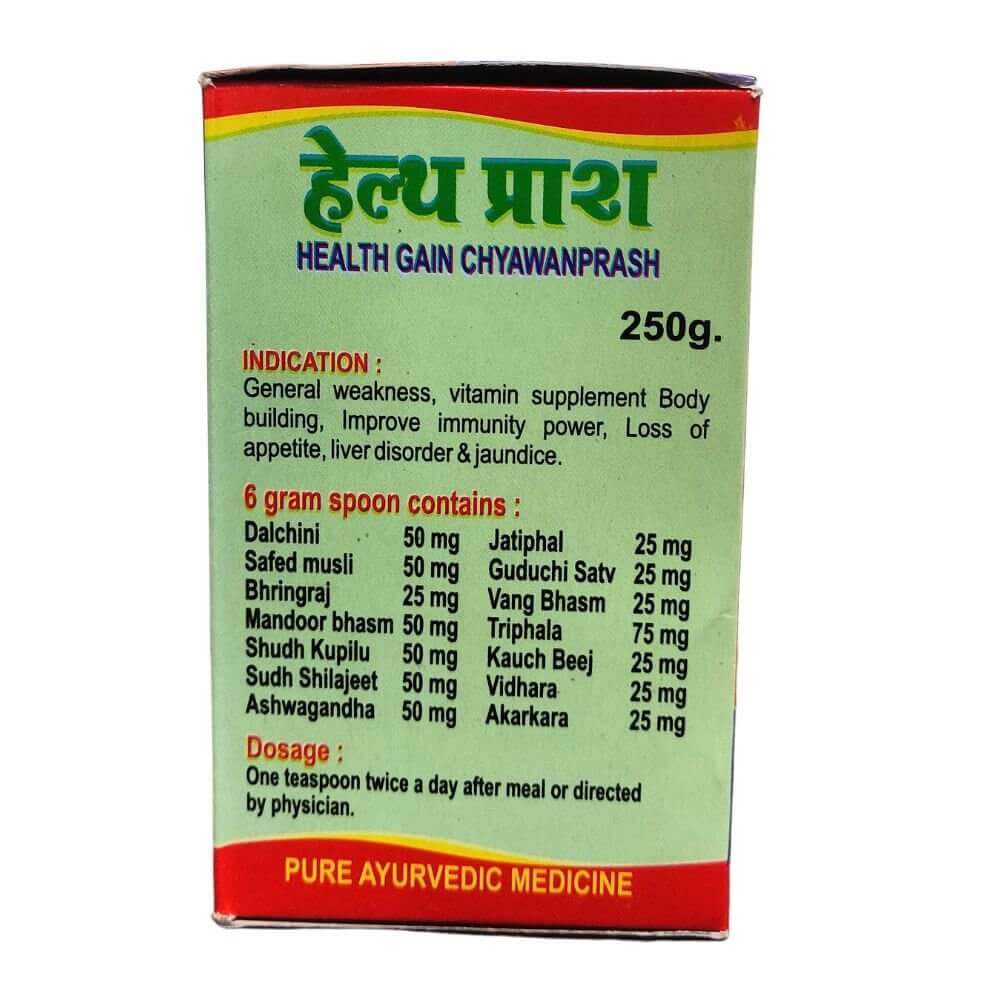 हेल्थ प्राश
HEALTH GAIN CHYAWANPRASH
250g.
INDICATION :
General weakness, vitamin supplement Body
building, Improve immunity power, Loss of
appetite, liver disorder & jaundice.
6 gram spoon contains :
Dalchini 50 mg Jatiphal 25 mg
Safed musli 50 mg Guduchi Satv 25 mg
Bhringraj 25 mg Vang Bhasm 25 mg
Mandoor bhasm 50 mg Triphala 75 mg
Shudh Kupilu 50 mg Kauch Beej 25 mg
Sudh Shilajeet 50 mg Vidhara 25 mg
Ashwagandha 50 mg Akarkara 25 mg
Dosage :
One teaspoon twice a day after meal or directed
by physician.
PURE AYURVEDIC MEDICINE